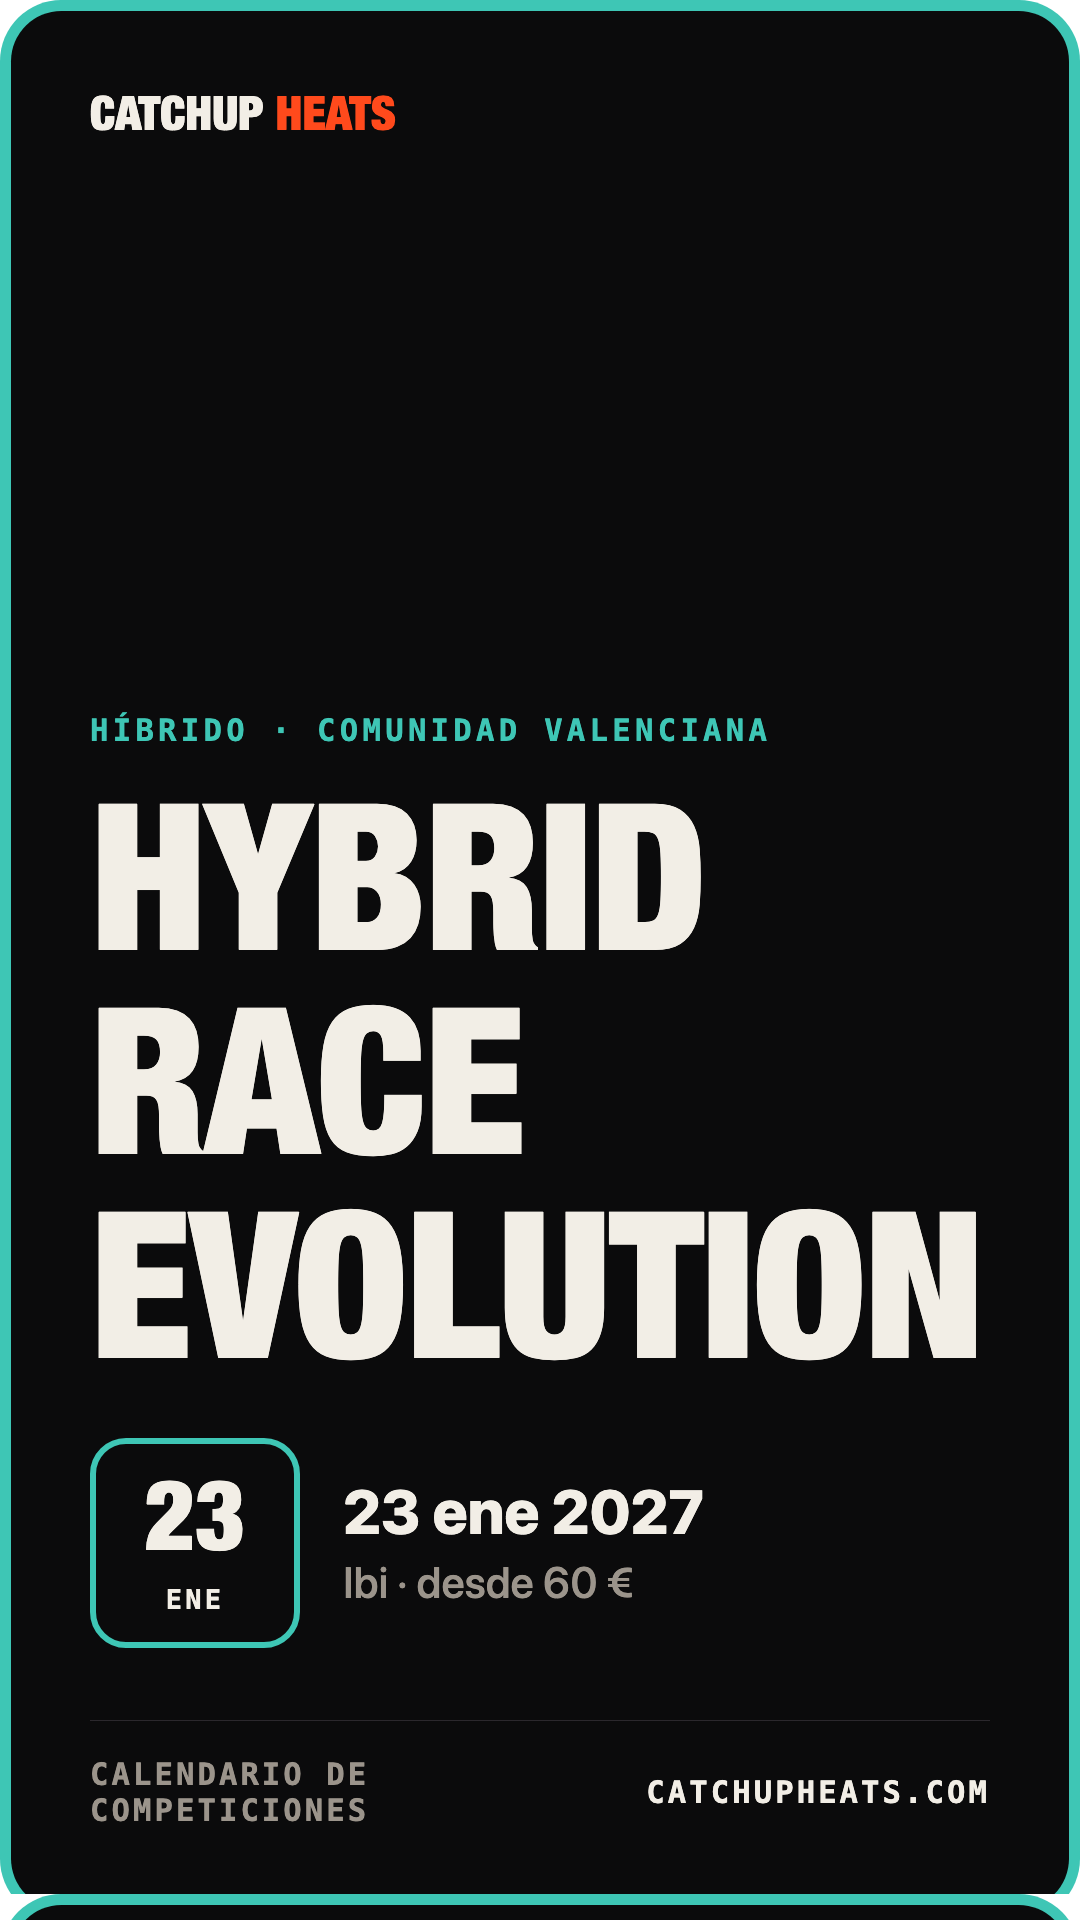 CATCHUP HEATS
HÍBRIDO · COMUNIDAD VALENCIANA
HYBRID
RACE
EVOLUTION
23
ENE
23 ene 2027
Ibi · desde 60 €
CALENDARIO DE
COMPETICIONES
CATCHUPHEATS.COM